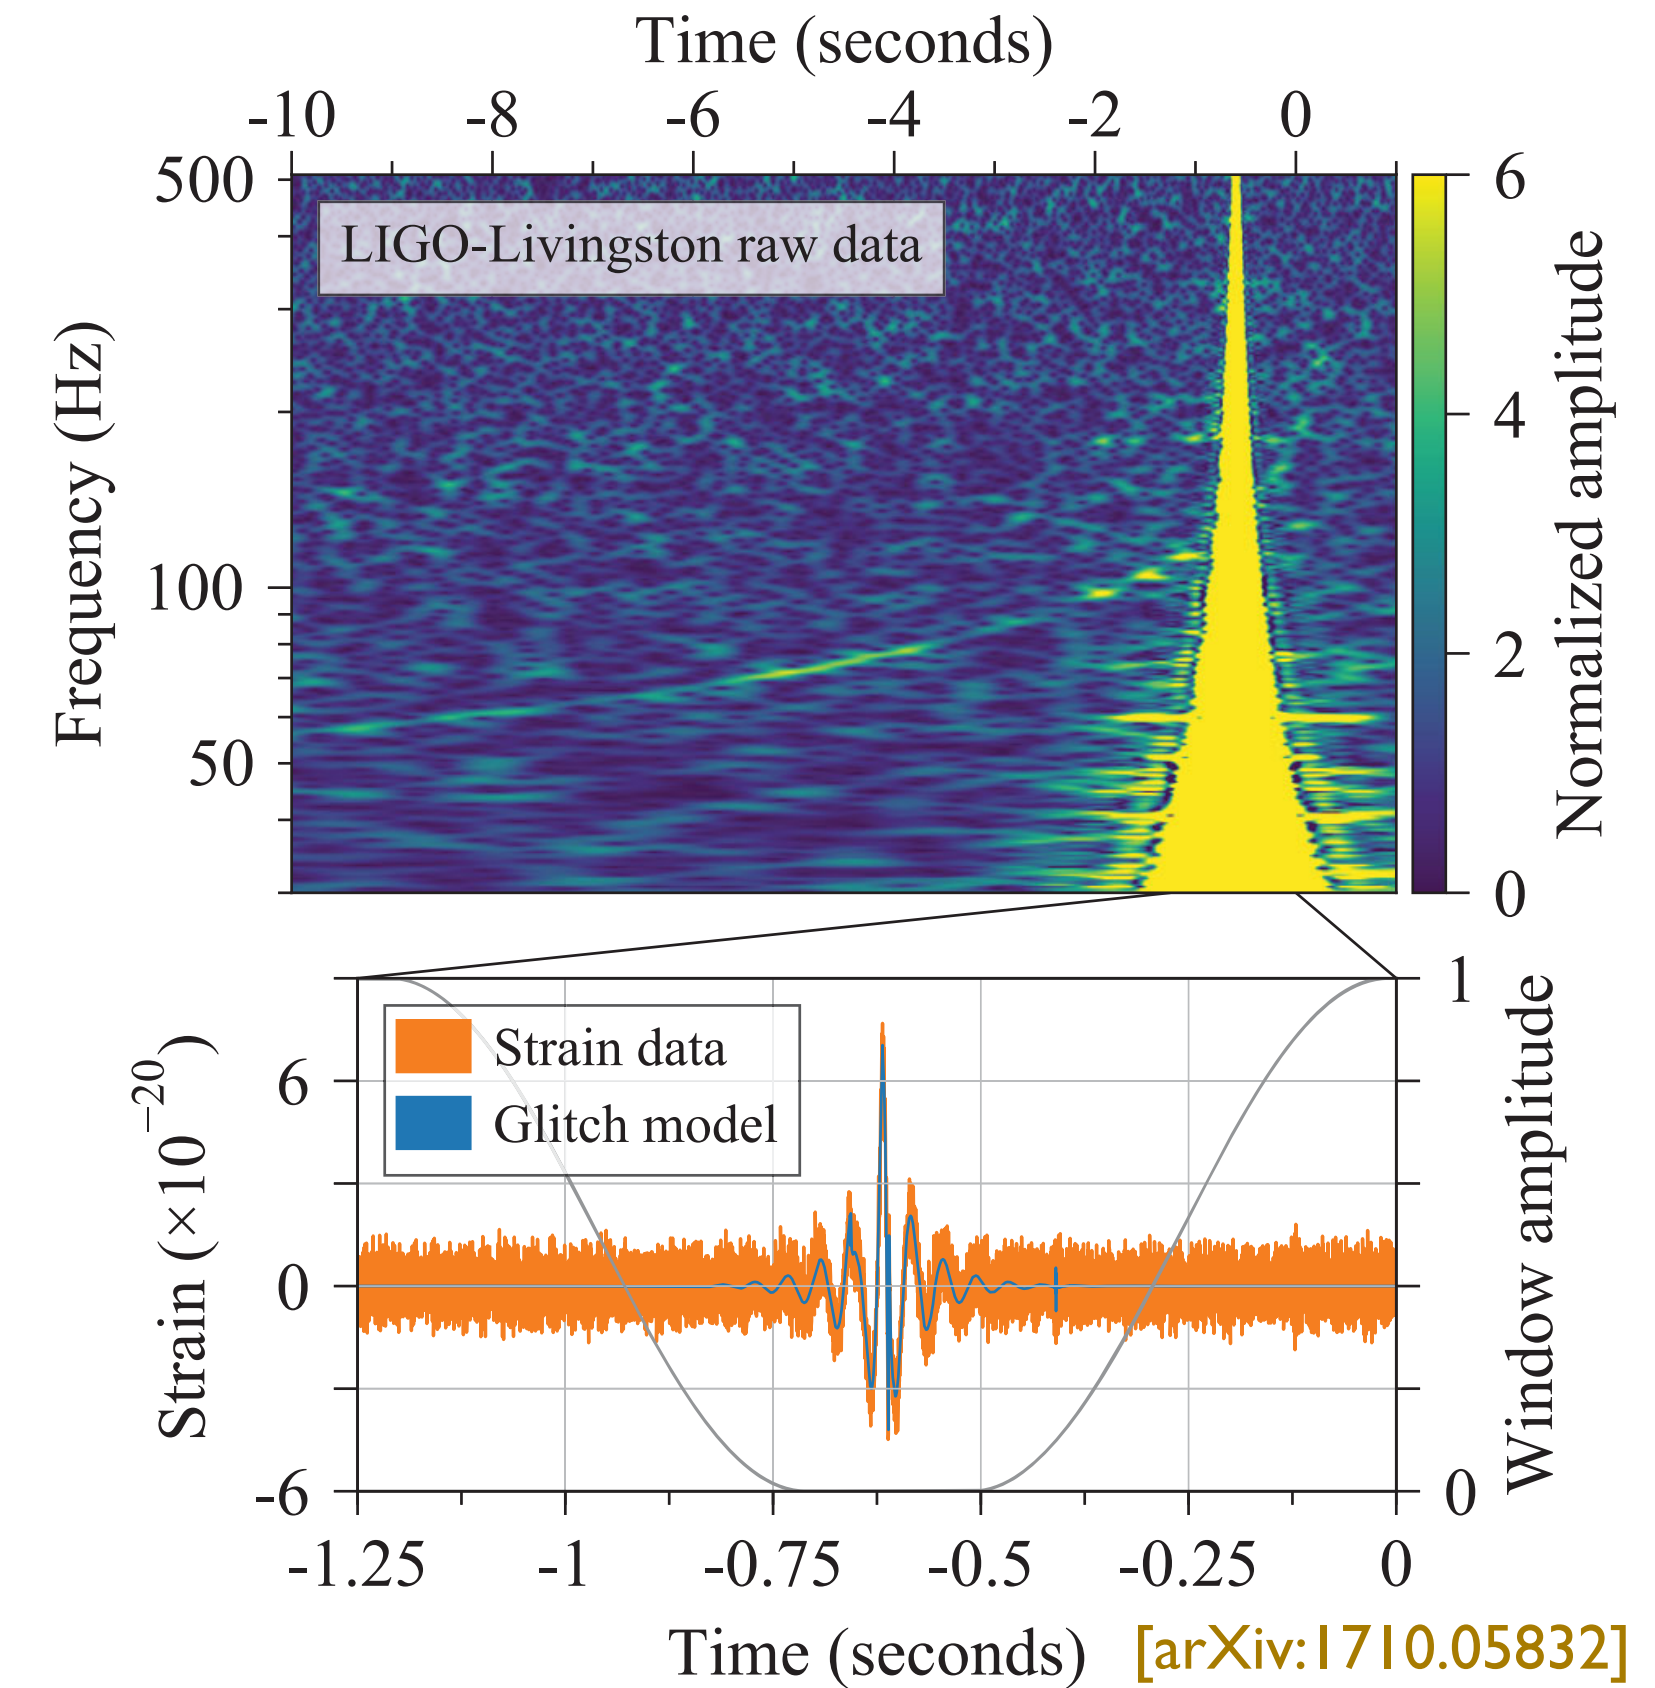 Time (seconds)
-10 -8 -6 -4 -2 0
500
100
50
Frequency (Hz)
LIGO-Livingston raw data
6
4
2
0
Normalized amplitude
Strain data
Glitch model
6
0
-6
Strain (×10⁻²⁰)
1
0
Window amplitude
-1.25 -1 -0.75 -0.5 -0.25 0
Time (seconds)
[arXiv:1710.05832]